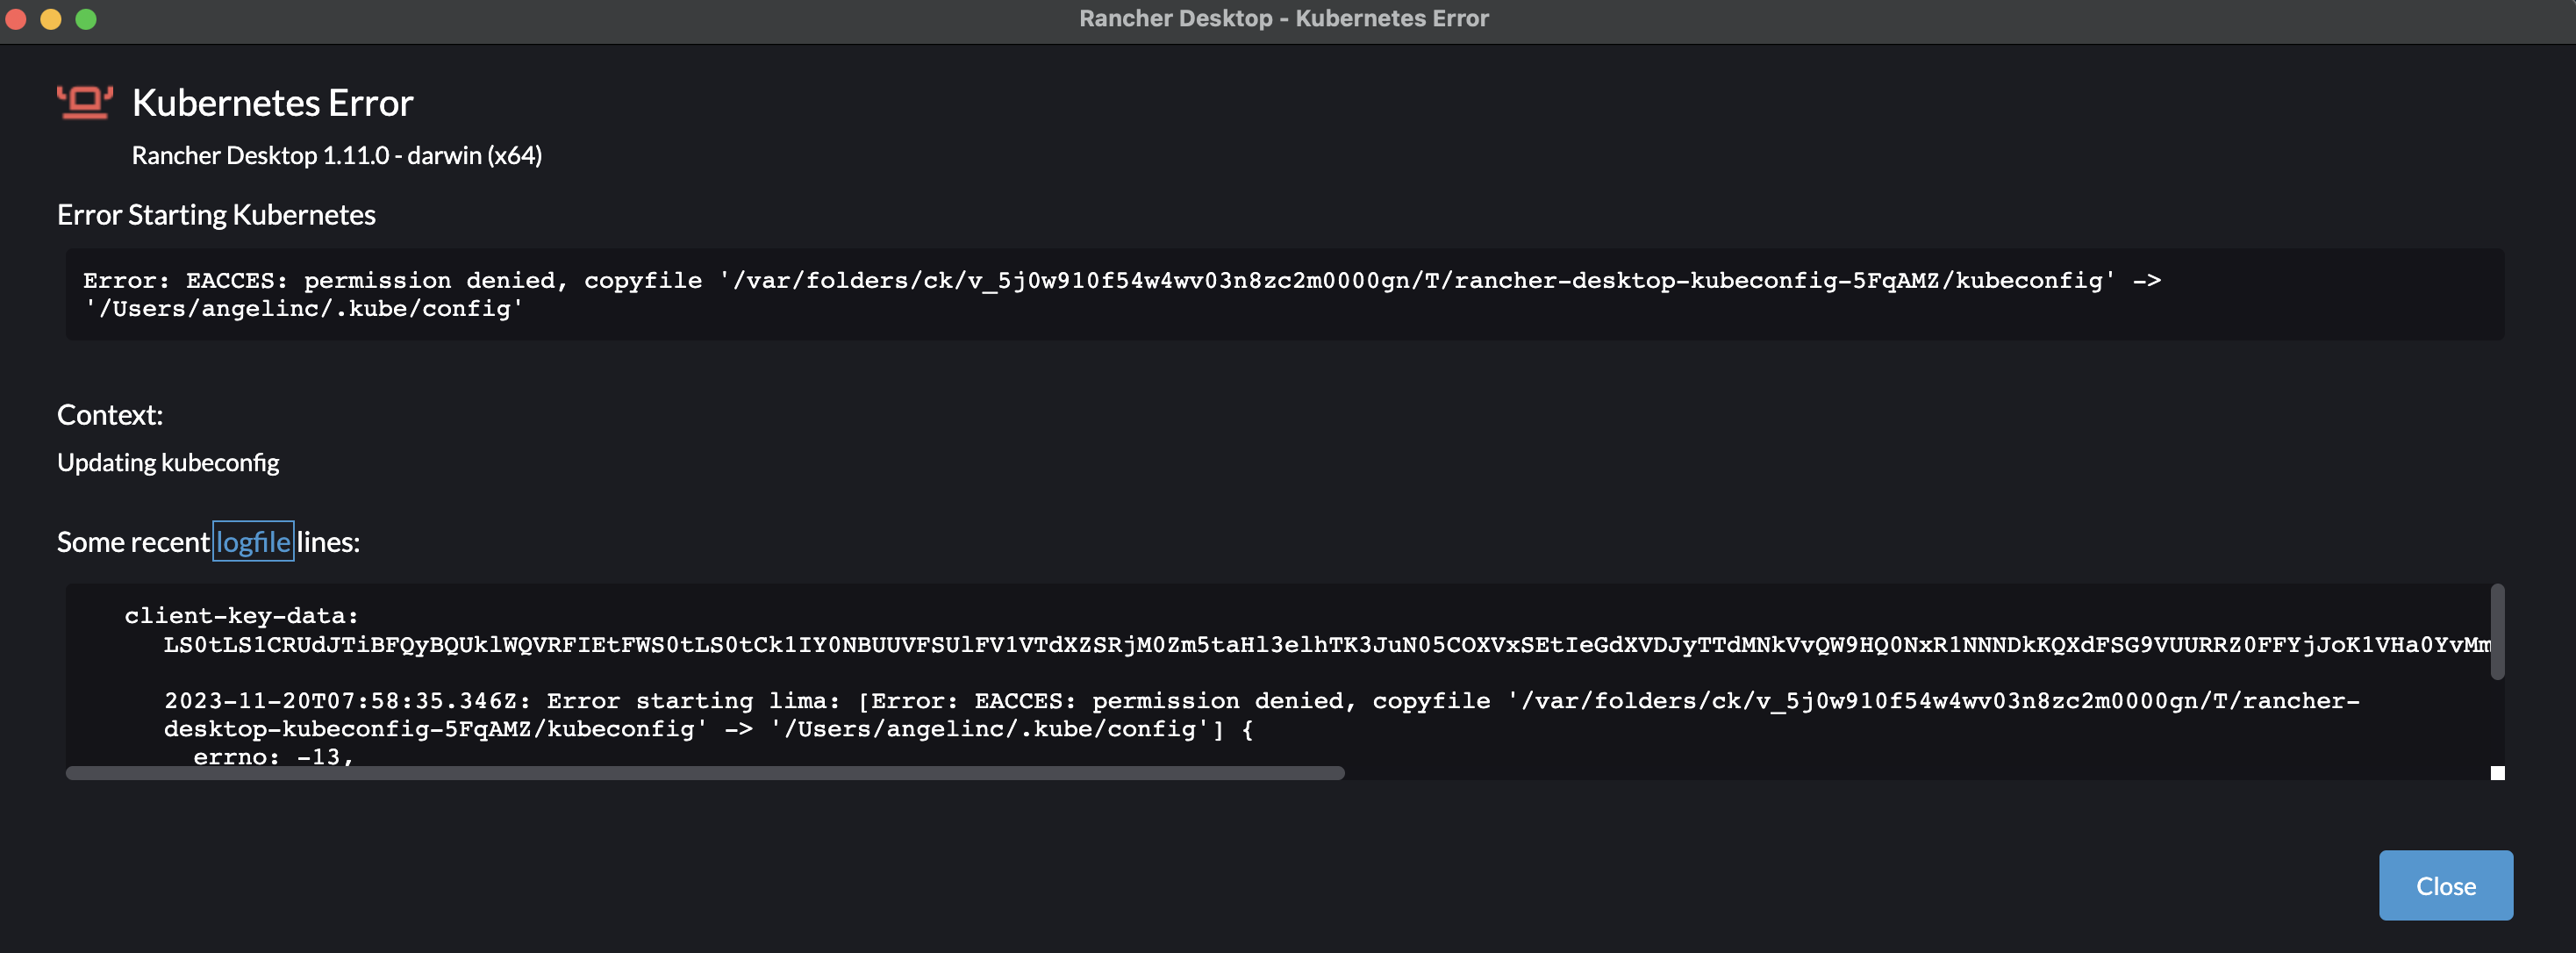 Rancher Desktop - Kubernetes Error
Kubernetes Error
Rancher Desktop 1.11.0 - darwin (x64)
Error Starting Kubernetes
Error: EACCES: permission denied, copyfile '/var/folders/ck/v_5j0w910f54w4wv03n8zc2m0000gn/T/rancher-desktop-kubeconfig-5FqAMZ/kubeconfig' ->
'/Users/angelinc/.kube/config'
Context:
Updating kubeconfig
Some recent logfile lines:
client-key-data:
LS0tLS1CRUdJTiBFQyBQUklWQVRFIEtFWS0tLS0tCk1IY0NBUUVFSUlFV1VTdXZSRjM0Zm5taHl3elhTK3JuN05COXVxSEtIeGdXVDJyTTdMNkVvQW9HQ0NxR1NNNDkKQXdFSG9VUURRZ0FFYjJoK1VHa0YvMm
2023-11-20T07:58:35.346Z: Error starting lima: [Error: EACCES: permission denied, copyfile '/var/folders/ck/v_5j0w910f54w4wv03n8zc2m0000gn/T/rancher-
desktop-kubeconfig-5FqAMZ/kubeconfig' -> '/Users/angelinc/.kube/config'] {
errno: -13,
Close